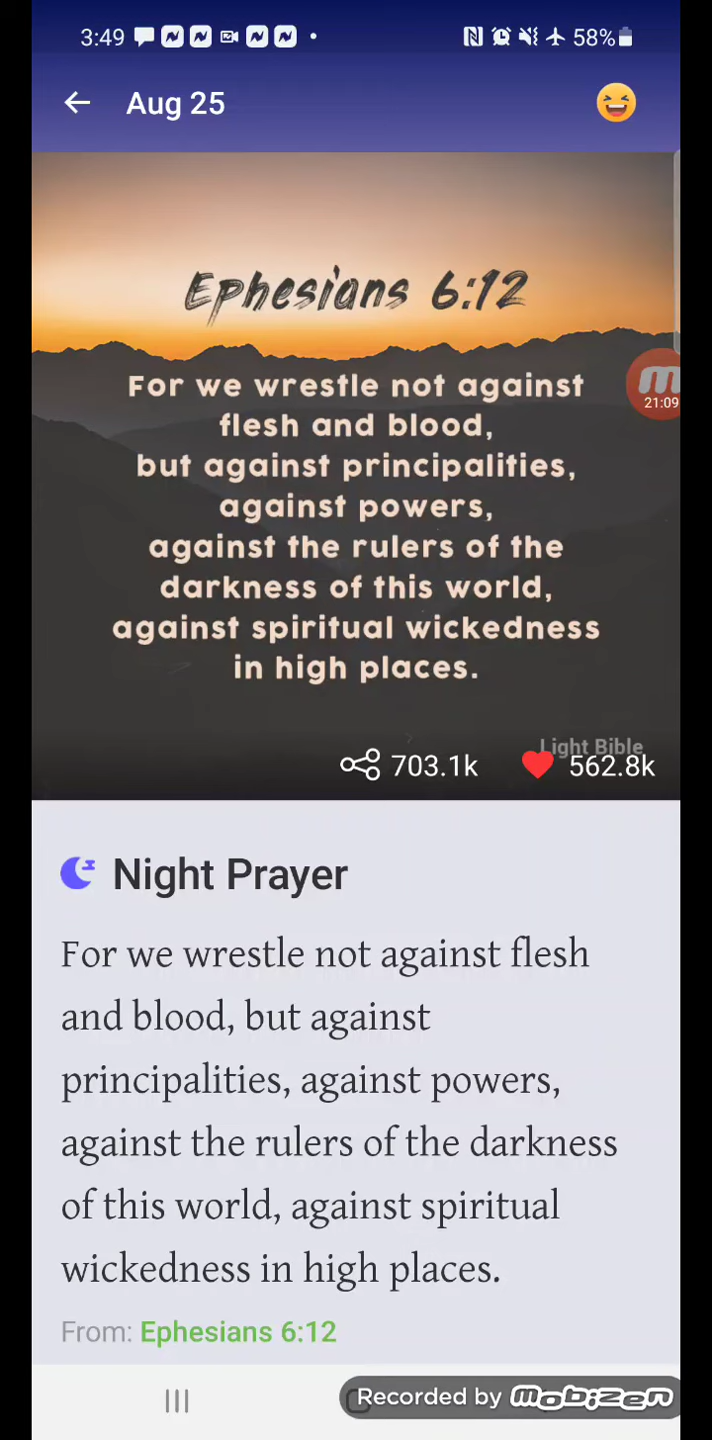 3:49 58%
Aug 25
Ephesians 6:12
For we wrestle not against
flesh and blood,
but against principalities,
against powers,
against the rulers of the
darkness of this world,
against spiritual wickedness
in high places.
21:09
Light Bible
703.1k 562.8k
Night Prayer
For we wrestle not against flesh
and blood, but against
principalities, against powers,
against the rulers of the darkness
of this world, against spiritual
wickedness in high places.
From: Ephesians 6:12
Recorded by mobizen